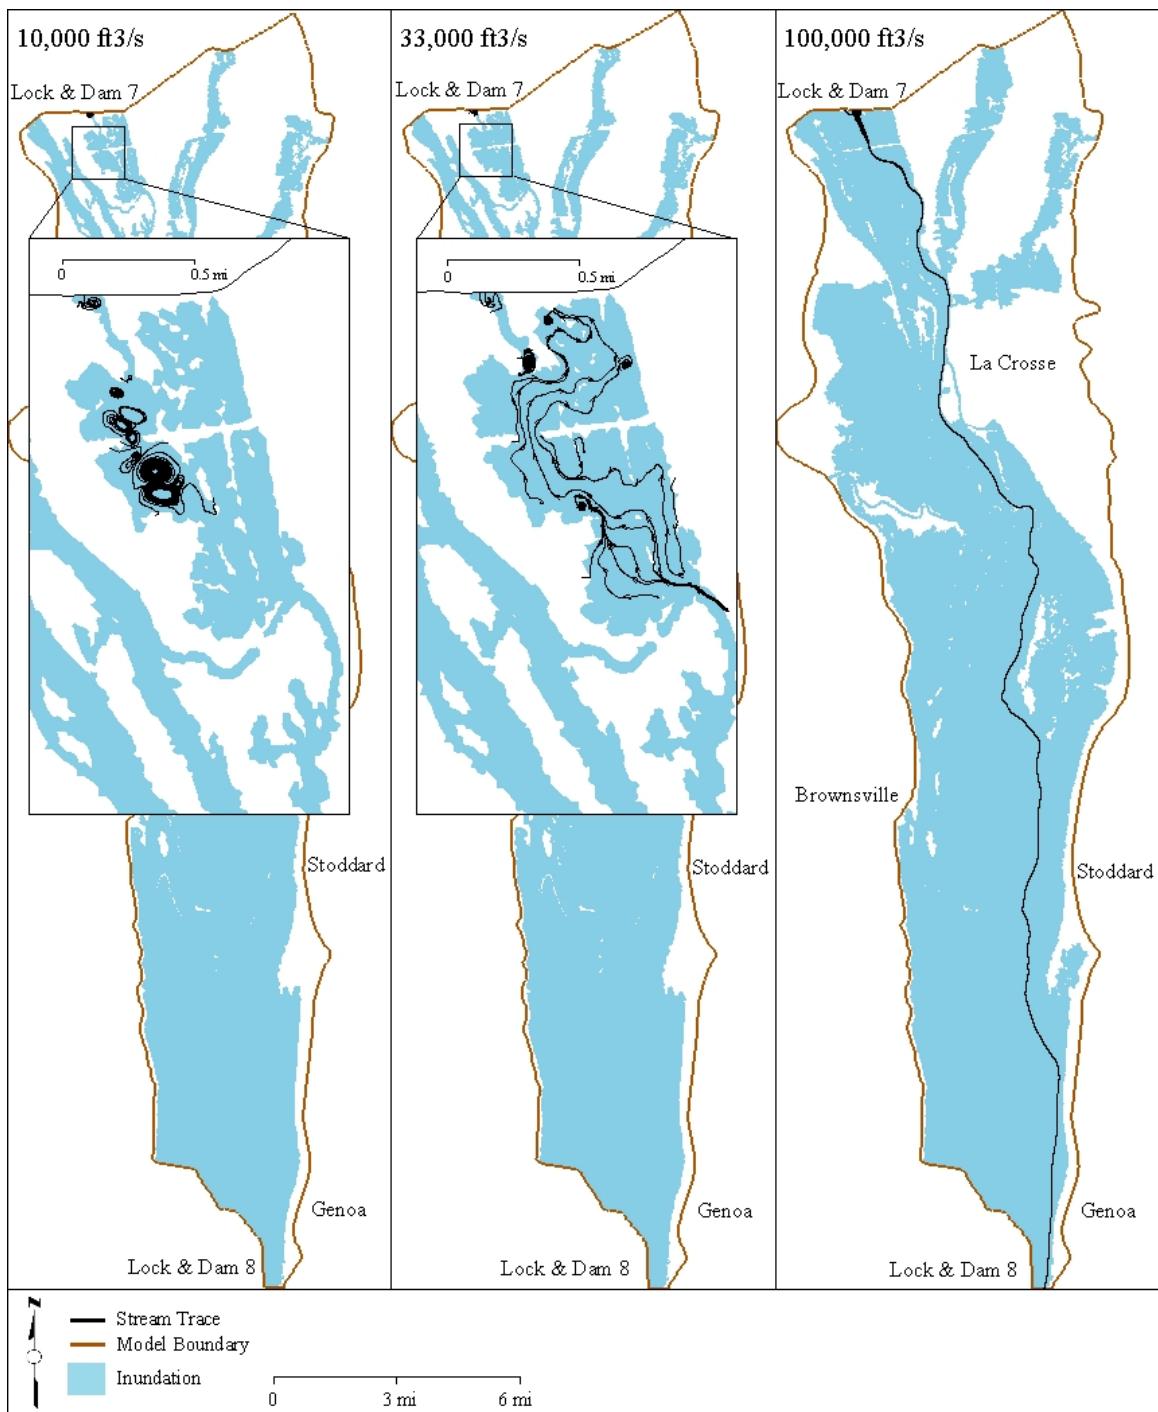 10,000 ft3/s
33,000 ft3/s
100,000 ft3/s
Lock & Dam 7
Lock & Dam 7
Lock & Dam 7
0 0.5 mi
0 0.5 mi
La Crosse
Brownsville
Stoddard
Stoddard
Stoddard
Genoa
Genoa
Genoa
Lock & Dam 8
Lock & Dam 8
Lock & Dam 8
N
Stream Trace
Model Boundary
Inundation
0 3 mi 6 mi